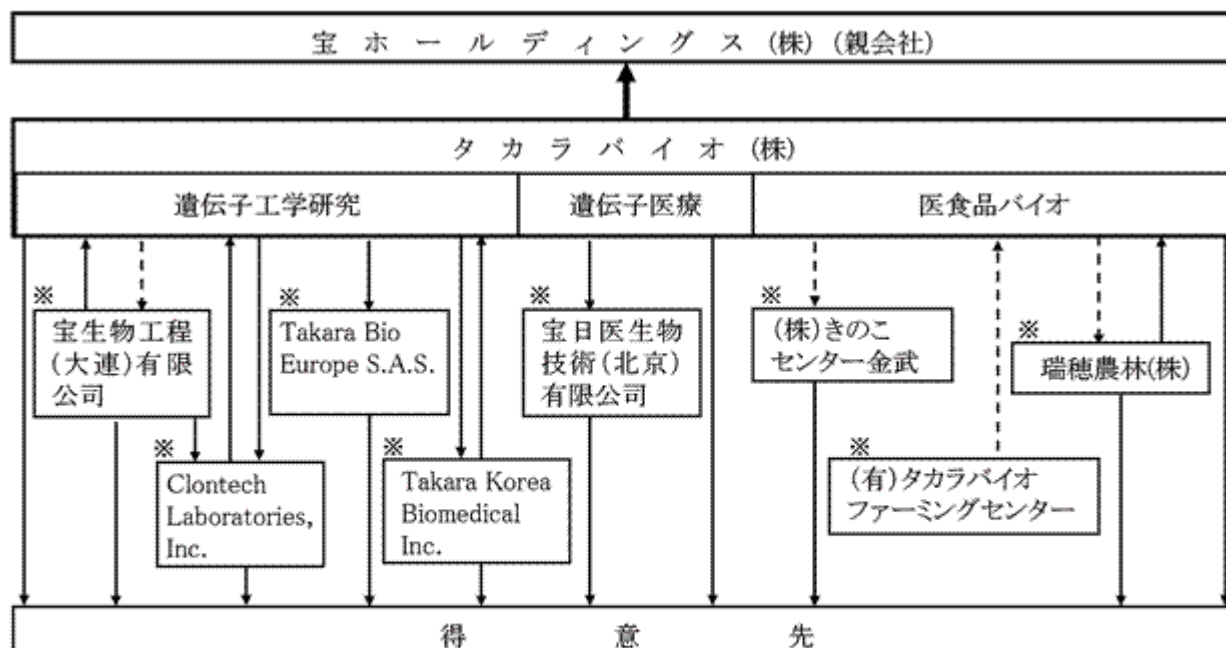 宝ホールディングス(株)(親会社)
タカラバイオ(株)
遺伝子工学研究
遺伝子医療
医食品バイオ
※
宝生物工程
(大連)有限
公司
※
Clontech
Laboratories,
Inc.
※
Takara Bio
Europe S.A.S.
※
Takara Korea
Biomedical
Inc.
※
宝日医生物
技術(北京)
有限公司
※
(株)きのこ
センター金武
※
(有)タカラバイオ
ファーミングセンター
※
瑞穂農林(株)
得意先